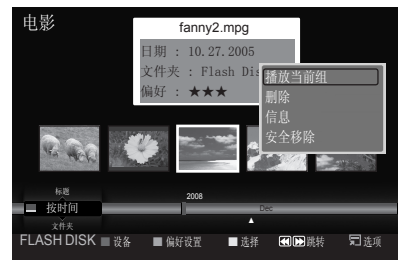 电影
fanny2.mpg
日期 : 10.27.2005
文件夹 : Flash Dis
偏好 : ★★★
播放当前组
删除
信息
安全移除
标题
按时间
文件夹
2008
Dec
FLASH DISK 设备 偏好设置 选择 跳转 选项